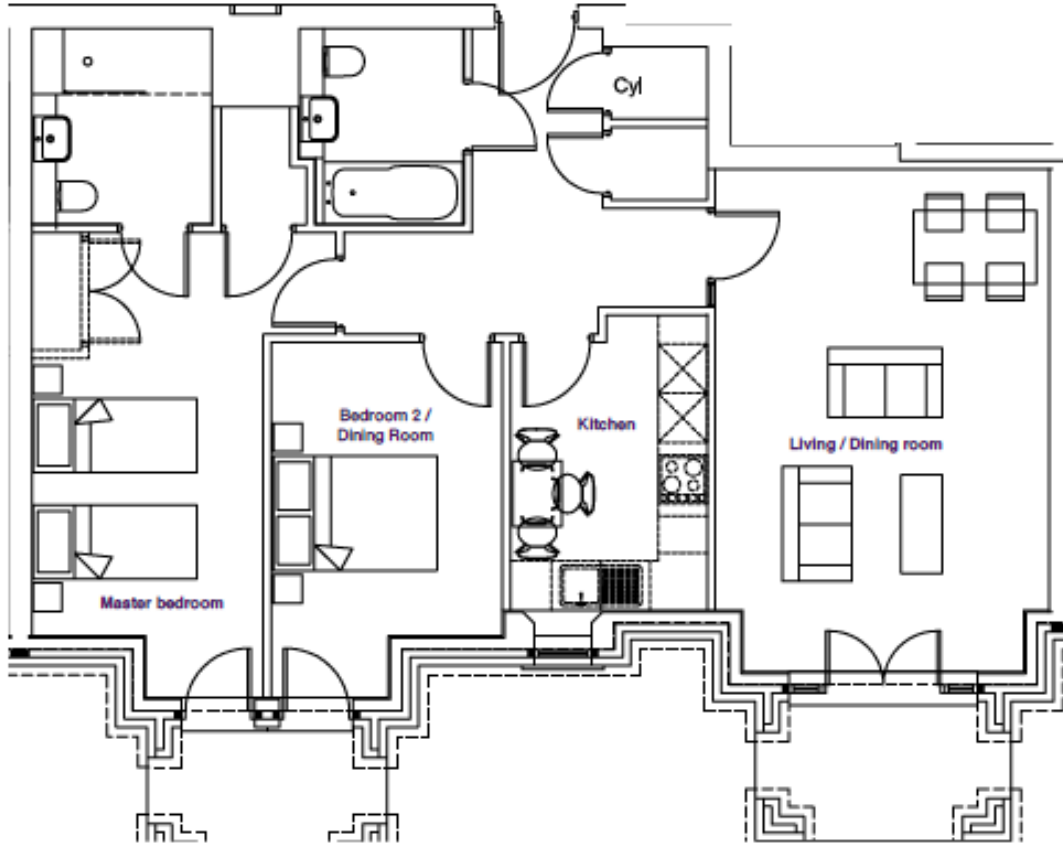 Cyl
Bedroom 2 /
Dining Room
Kitchen
Living / Dining room
Master bedroom